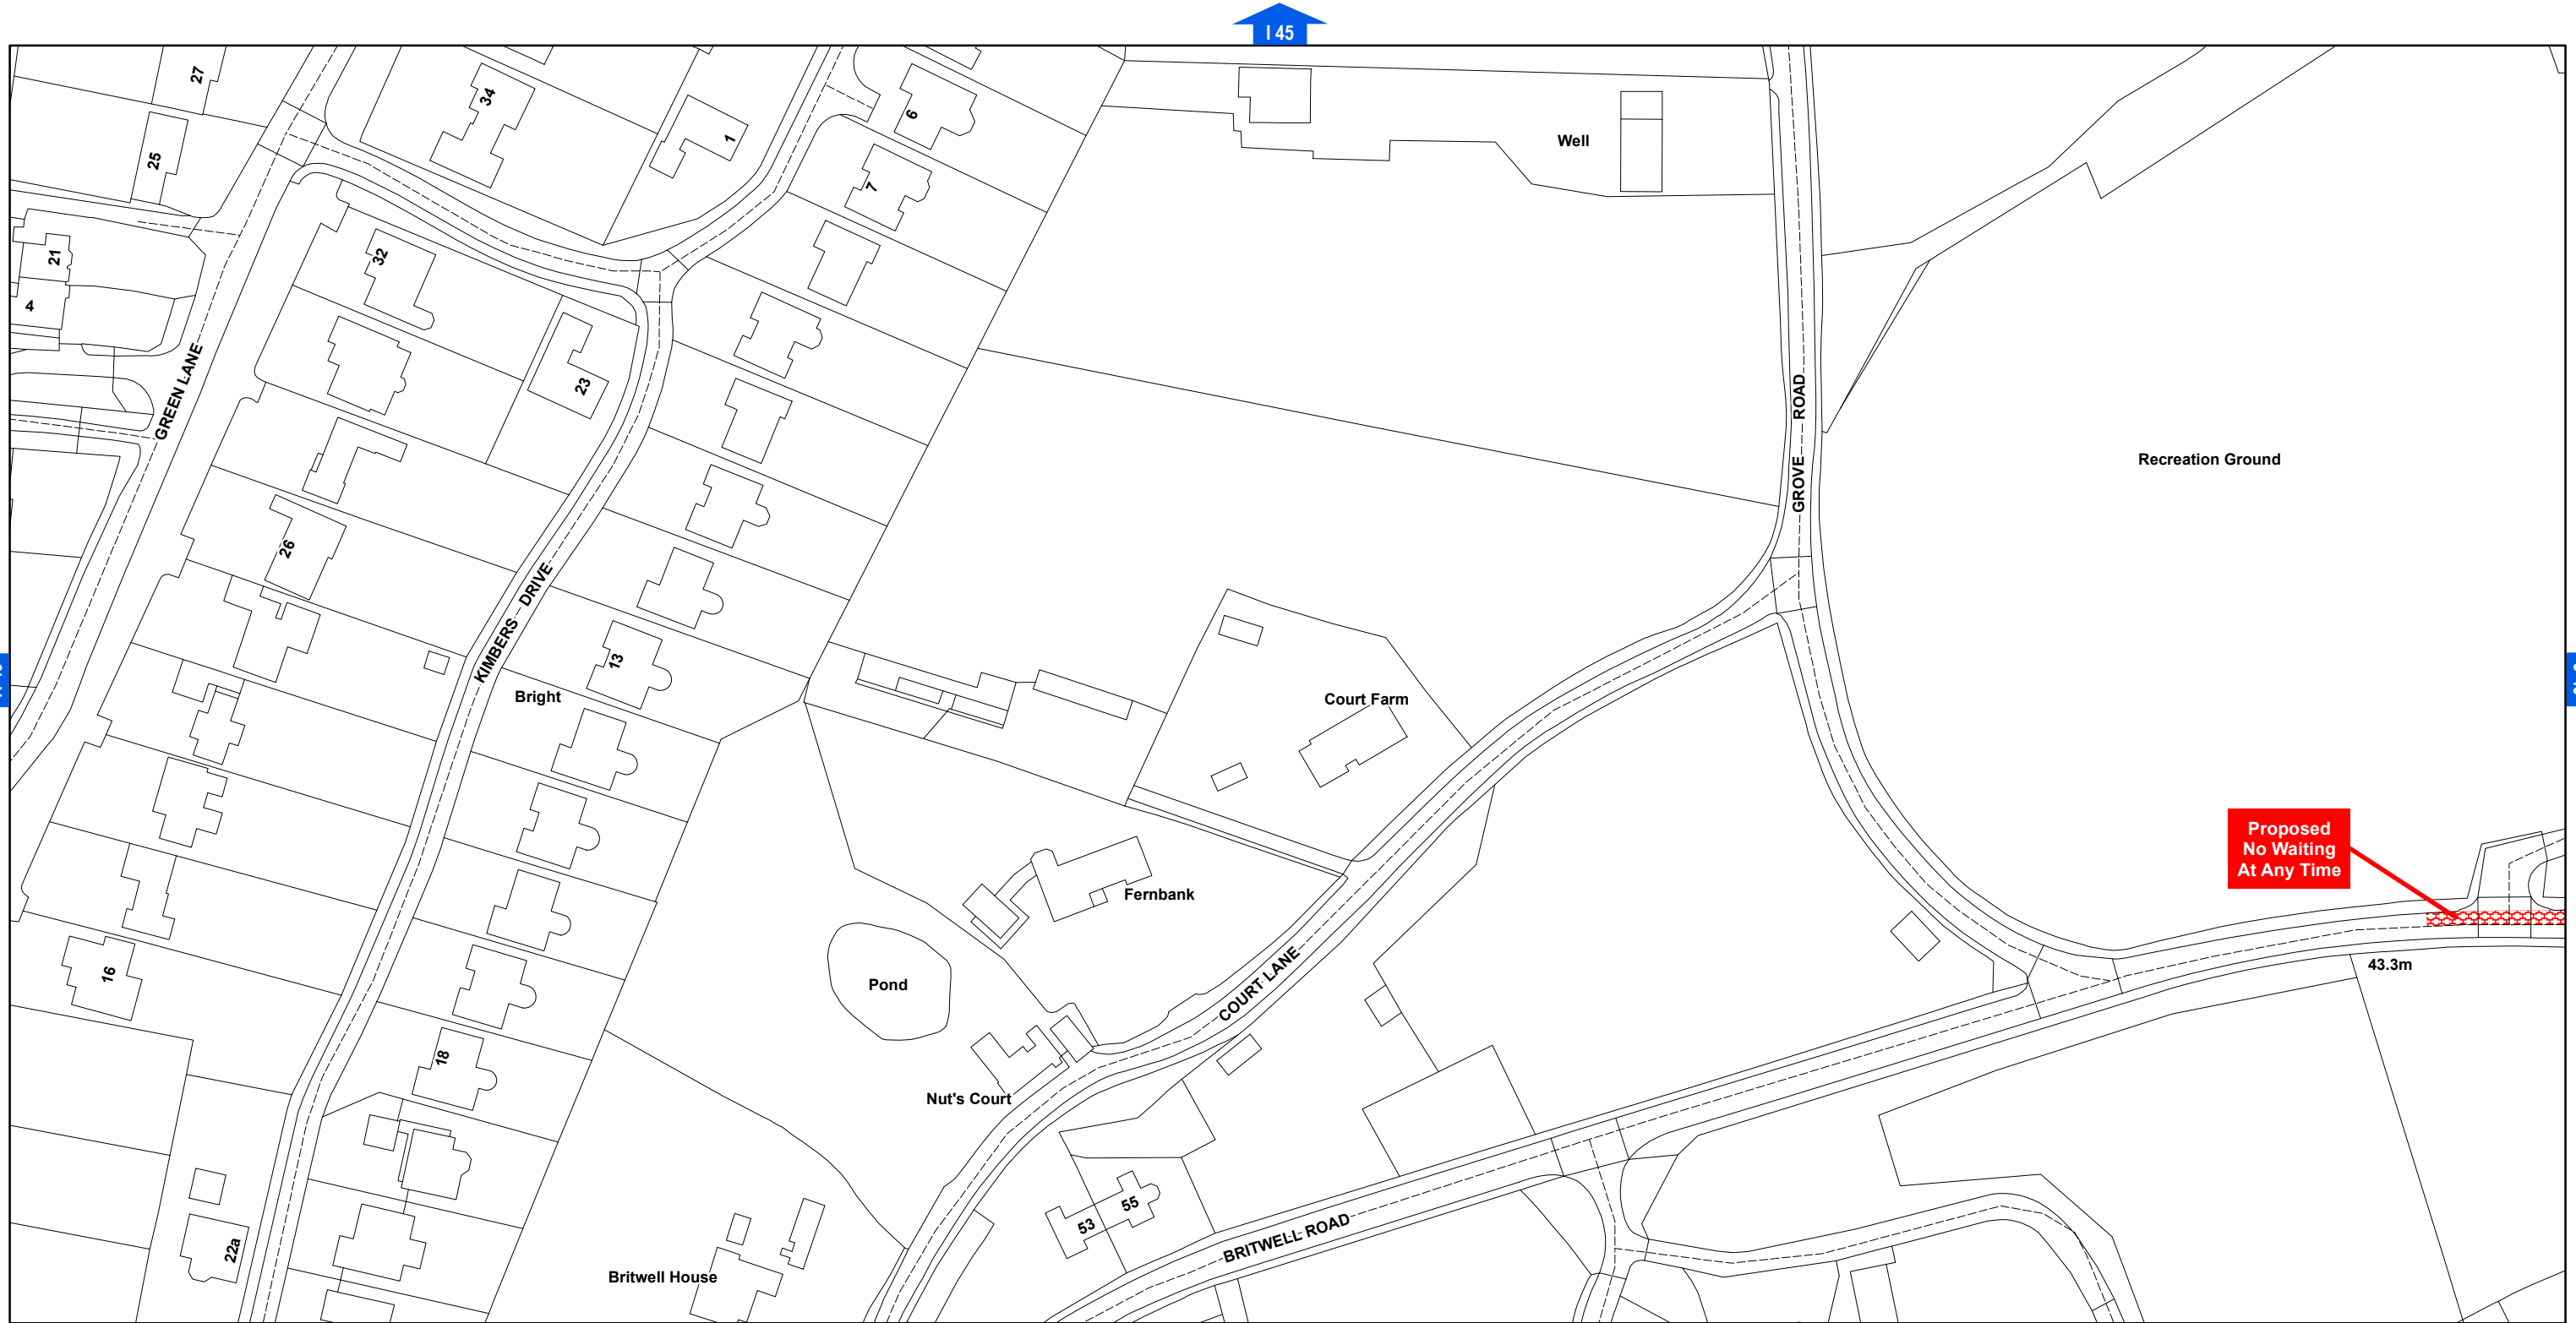 I 45
27
34
1
6
25
7
Well
21
32
4
GREEN LANE
23
GROVE ROAD
Recreation Ground
26
KIMBERS DRIVE
13
Bright
Court Farm
Proposed
No Waiting
At Any Time
Fernbank
16
Pond
COURT LANE
43.3m
18
Nut's Court
55
53
22a
BRITWELL ROAD
Britwell House